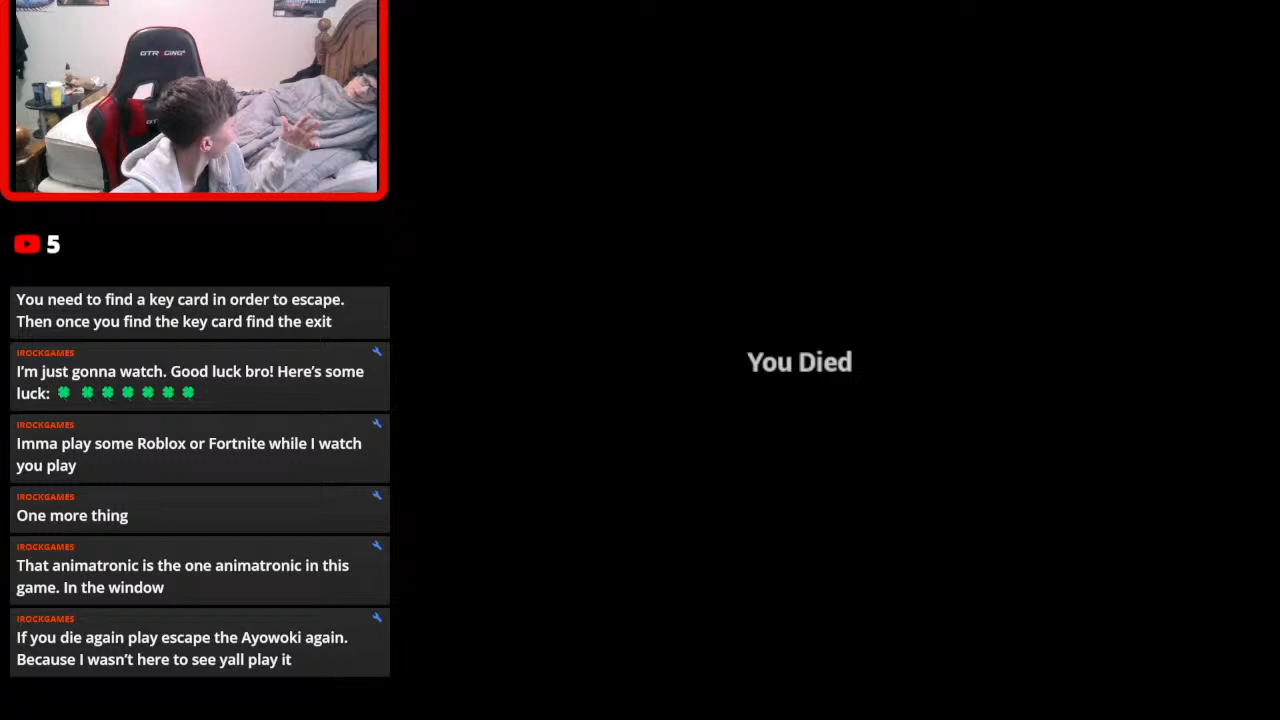 GTRACING
GT
5
You need to find a key card in order to escape.
Then once you find the key card find the exit
IROCKGAMES
I’m just gonna watch. Good luck bro! Here’s some
luck: 🍀 🍀 🍀 🍀 🍀 🍀 🍀
IROCKGAMES
Imma play some Roblox or Fortnite while I watch
you play
IROCKGAMES
One more thing
IROCKGAMES
That animatronic is the one animatronic in this
game. In the window
IROCKGAMES
If you die again play escape the Ayowoki again.
Because I wasn’t here to see yall play it
You Died